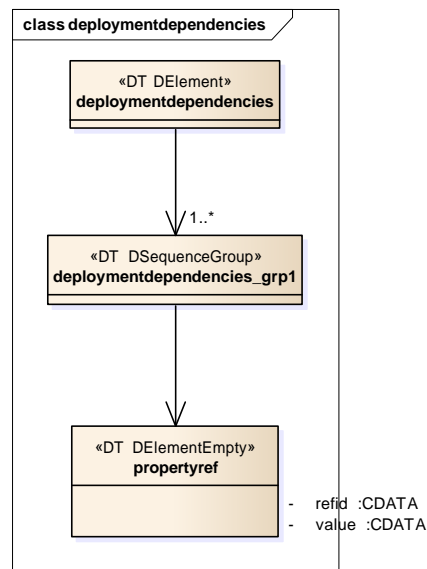 class deploymentdependencies
«DT DElement»
deploymentdependencies
1..*
«DT DSequenceGroup»
deploymentdependencies_grp1
«DT DElementEmpty»
propertyref
- refid :CDATA
- value :CDATA